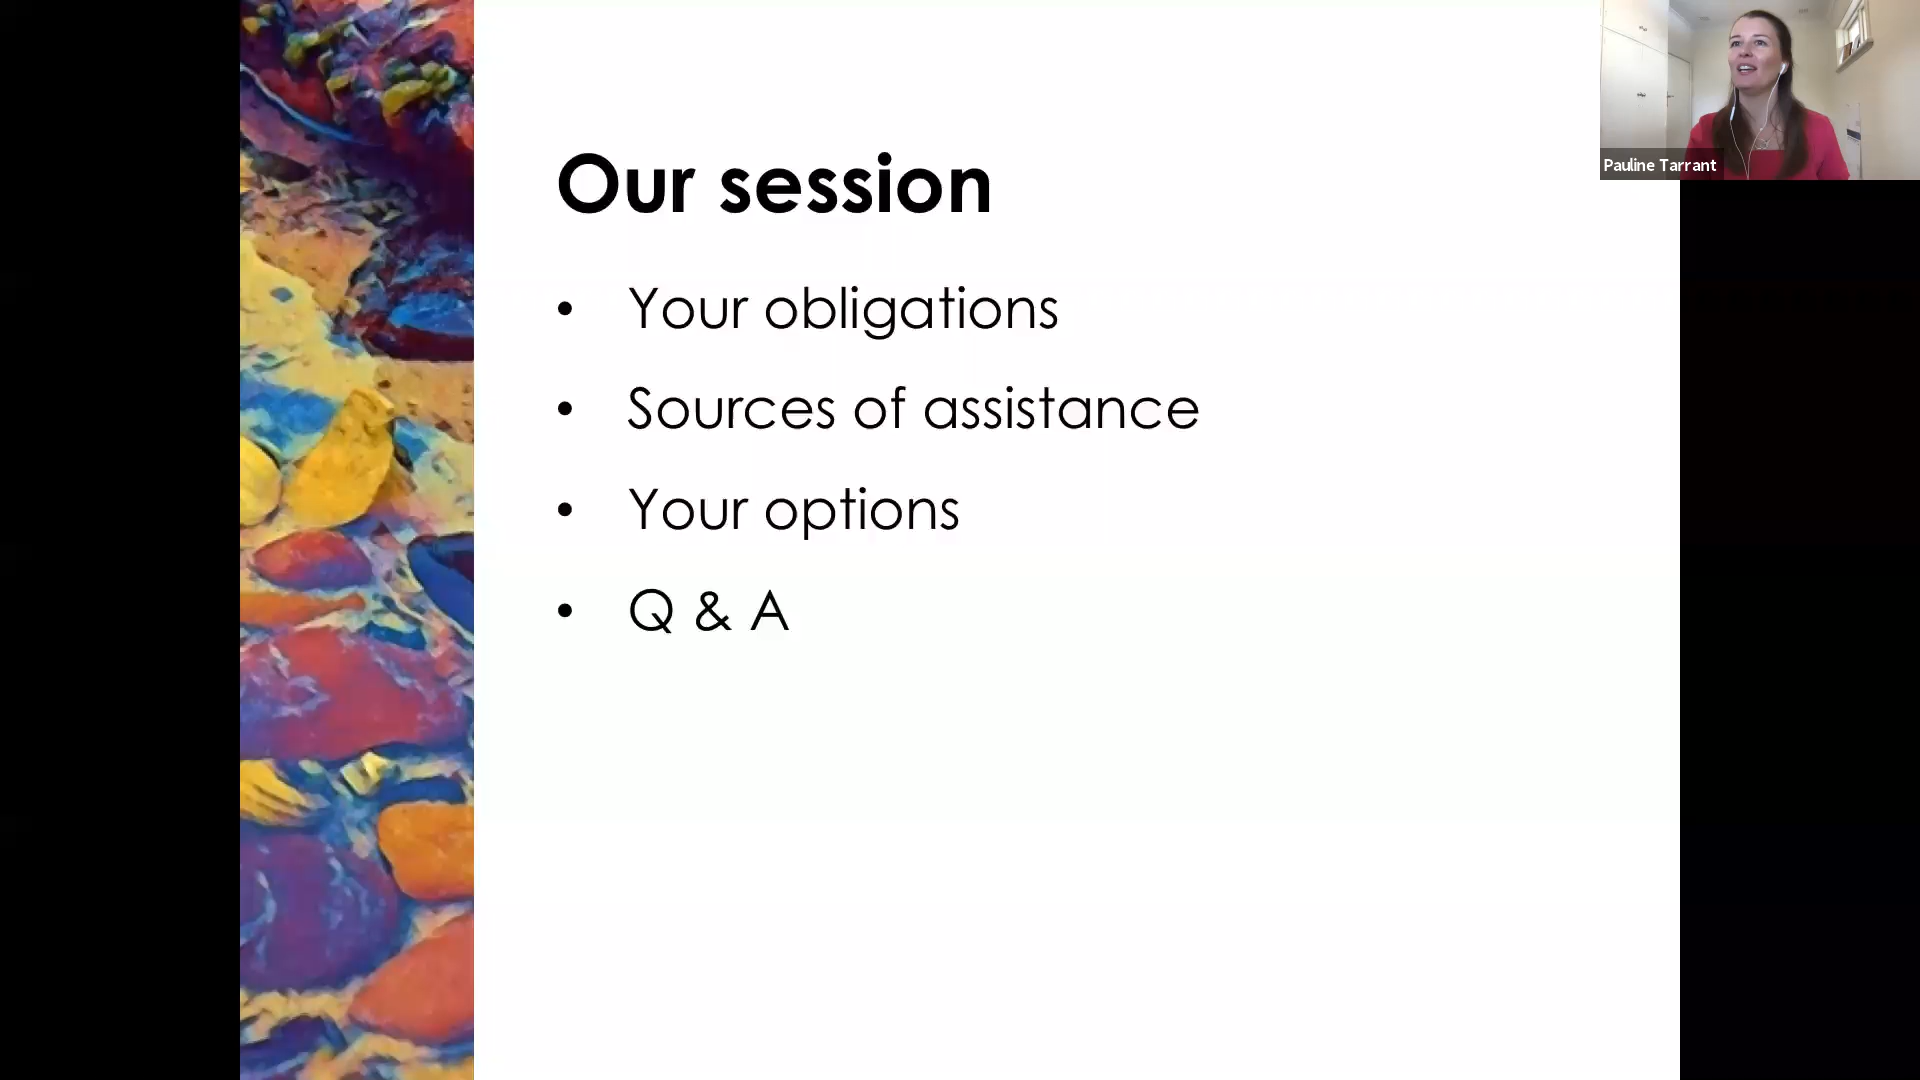 Our session
• Your obligations
• Sources of assistance
• Your options
• Q & A
Pauline Tarrant